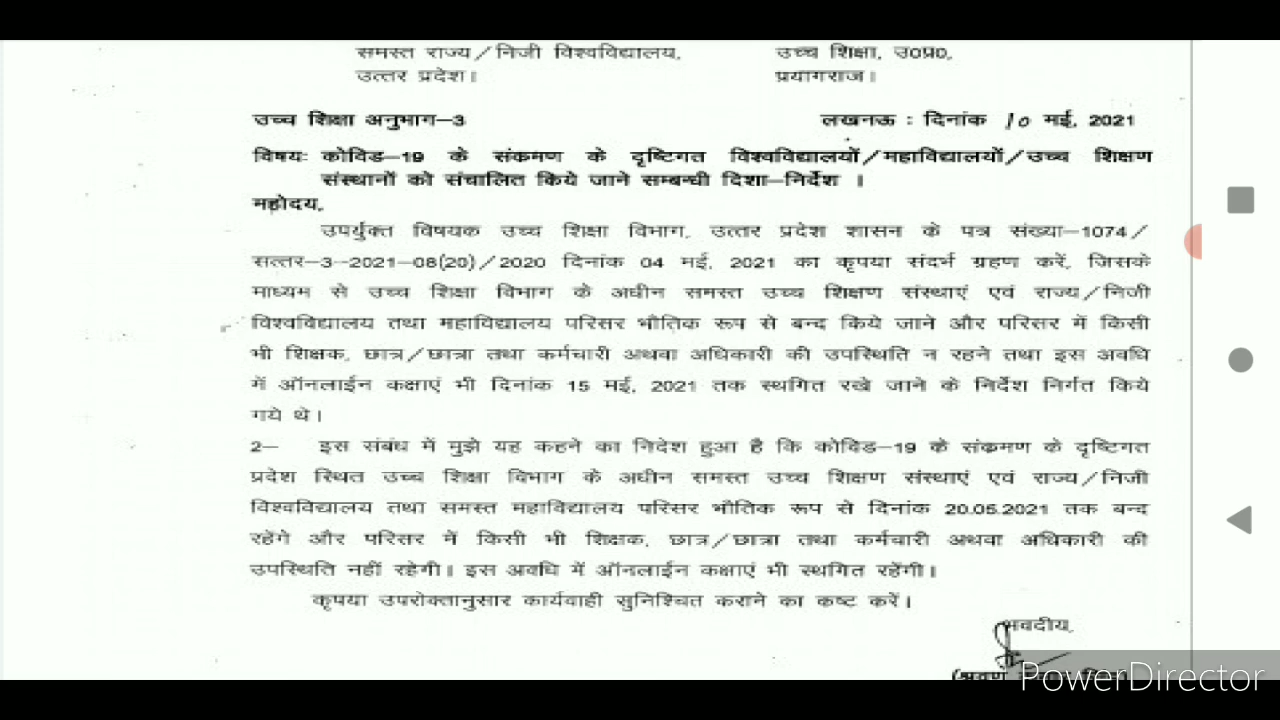 समस्त राज्य/निजी विश्वविद्यालय, उच्च शिक्षा, उ0प्र0,
उत्तर प्रदेश। प्रयागराज।
उच्च शिक्षा अनुभाग-3 लखनऊ : दिनांक 10 मई, 2021
विषयः कोविड-19 के संक्रमण के दृष्टिगत विश्वविद्यालयों/महाविद्यालयों/उच्च शिक्षण
संस्थानों को संचालित किये जाने सम्बन्धी दिशा-निर्देश ।
महोदय,
उपर्युक्त विषयक उच्च शिक्षा विभाग, उत्तर प्रदेश शासन के पत्र संख्या-1074/
सत्तर-3-2021-08(20)/2020 दिनांक 04 मई, 2021 का कृपया संदर्भ ग्रहण करें, जिसके
माध्यम से उच्च शिक्षा विभाग के अधीन समस्त उच्च शिक्षण संस्थाएं एवं राज्य/निजी
विश्वविद्यालय तथा महाविद्यालय परिसर भौतिक रूप से बन्द किये जाने और परिसर में किसी
भी शिक्षक, छात्र/छात्रा तथा कर्मचारी अथवा अधिकारी की उपस्थिति न रहने तथा इस अवधि
में ऑनलाईन कक्षाएं भी दिनांक 15 मई, 2021 तक स्थगित रखे जाने के निर्देश निर्गत किये
गये थे।
2- इस संबंध में मुझे यह कहने का निदेश हुआ है कि कोविड-19 के संक्रमण के दृष्टिगत
प्रदेश स्थित उच्च शिक्षा विभाग के अधीन समस्त उच्च शिक्षण संस्थाएं एवं राज्य/निजी
विश्वविद्यालय तथा समस्त महाविद्यालय परिसर भौतिक रूप से दिनांक 20.05.2021 तक बन्द
रहेंगे और परिसर में किसी भी शिक्षक, छात्र/छात्रा तथा कर्मचारी अथवा अधिकारी की
उपस्थिति नहीं रहेगी। इस अवधि में ऑनलाईन कक्षाएं भी स्थगित रहेंगी।
कृपया उपरोक्तानुसार कार्यवाही सुनिश्चित कराने का कष्ट करें।
भवदीय,
PowerDirector